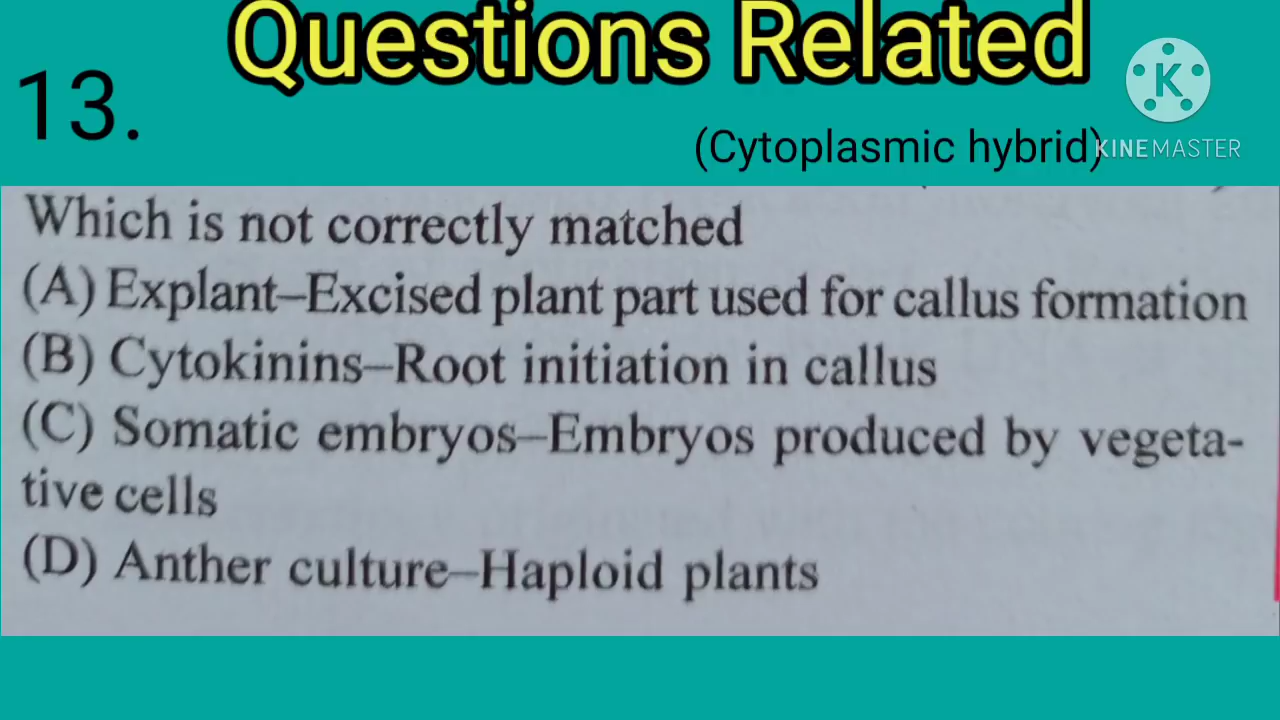 Questions Related
13.
K
(Cytoplasmic hybrid)
KINEMASTER
Which is not correctly matched
(A) Explant–Excised plant part used for callus formation
(B) Cytokinins–Root initiation in callus
(C) Somatic embryos–Embryos produced by vegeta-
tive cells
(D) Anther culture–Haploid plants